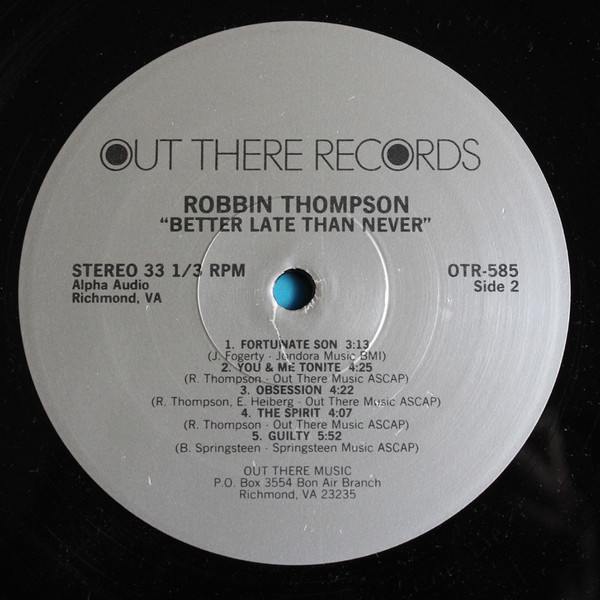 OUT THERE RECORDS
ROBBIN THOMPSON
“BETTER LATE THAN NEVER”
STEREO 33 1/3 RPM
Alpha Audio
Richmond, VA
OTR-585
Side 2
1. FORTUNATE SON 3:13
(J. Fogerty - Jondora Music BMI)
2. YOU & ME TONITE 4:25
(R. Thompson - Out There Music ASCAP)
3. OBSESSION 4:22
(R. Thompson, E. Heiberg - Out There Music ASCAP)
4. THE SPIRIT 4:07
(R. Thompson - Out There Music ASCAP)
5. GUILTY 5:52
(B. Springsteen - Springsteen Music ASCAP)
OUT THERE MUSIC
P.O. Box 3554 Bon Air Branch
Richmond, VA 23235